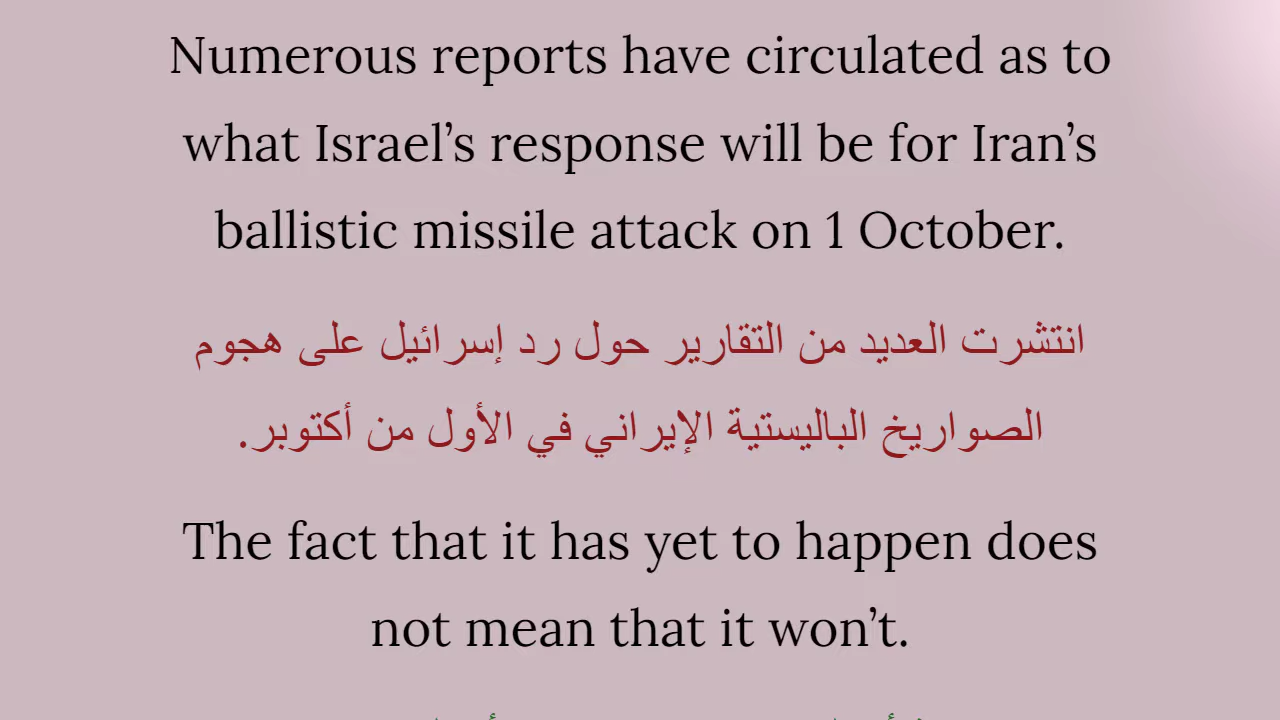 Numerous reports have circulated as to
what Israel’s response will be for Iran’s
ballistic missile attack on 1 October.
انتشرت العديد من التقارير حول رد إسرائيل على هجوم
الصواريخ الباليستية الإيراني في الأول من أكتوبر.
The fact that it has yet to happen does
not mean that it won’t.